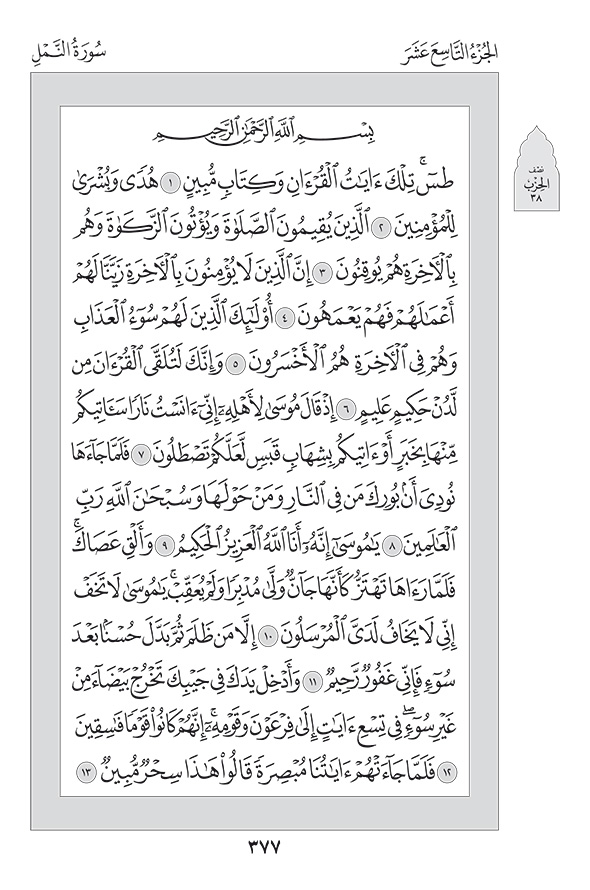 الجُزْءُ التَّاسِعَ عَشَرَ
سُورَةُ النَّمْلِ
بِسْمِ اللَّهِ الرَّحْمَٰنِ الرَّحِيمِ
طسٓۚ تِلْكَ ءَايَٰتُ ٱلْقُرْءَانِ وَكِتَابٖ مُّبِينٍ ١ هُدٗى وَبُشْرَىٰ
لِلْمُؤْمِنِينَ ٢ ٱلَّذِينَ يُقِيمُونَ ٱلصَّلَوٰةَ وَيُؤْتُونَ ٱلزَّكَوٰةَ وَهُم
بِٱلْأٓخِرَةِ هُمْ يُوقِنُونَ ٣ إِنَّ ٱلَّذِينَ لَا يُؤْمِنُونَ بِٱلْأٓخِرَةِ زَيَّنَّا لَهُمْ
أَعْمَٰلَهُمْ فَهُمْ يَعْمَهُونَ ٤ أُوْلَٰٓئِكَ ٱلَّذِينَ لَهُمْ سُوٓءُ ٱلْعَذَابِ
وَهُمْ فِي ٱلْأٓخِرَةِ هُمُ ٱلْأَخْسَرُونَ ٥ وَإِنَّكَ لَتُلَقَّى ٱلْقُرْءَانَ مِن
لَّدُنْ حَكِيمٍ عَلِيمٍ ٦ إِذْ قَالَ مُوسَىٰ لِأَهْلِهِۦٓ إِنِّيٓ ءَانَسْتُ نَارٗا سَـَٔاتِيكُم
مِّنْهَا بِخَبَرٍ أَوْ ءَاتِيكُم بِشِهَابٖ قَبَسٖ لَّعَلَّكُمْ تَصْطَلُونَ ٧ فَلَمَّا جَآءَهَا
نُودِيَ أَنۢ بُورِكَ مَن فِي ٱلنَّارِ وَمَنْ حَوْلَهَا وَسُبْحَٰنَ ٱللَّهِ رَبِّ
ٱلْعَٰلَمِينَ ٨ يَٰمُوسَىٰٓ إِنَّهُۥٓ أَنَا ٱللَّهُ ٱلْعَزِيزُ ٱلْحَكِيمُ ٩ وَأَلْقِ عَصَاكَۚ
فَلَمَّا رَءَاهَا تَهْتَزُّ كَأَنَّهَا جَآنّٞ وَلَّىٰ مُدْبِرٗا وَلَمْ يُعَقِّبْۚ يَٰمُوسَىٰ لَا تَخَفْ
إِنِّي لَا يَخَافُ لَدَيَّ ٱلْمُرْسَلُونَ ١٠ إِلَّا مَن ظَلَمَ ثُمَّ بَدَّلَ حُسْنَۢا بَعْدَ
سُوٓءٖ فَإِنِّي غَفُورٞ رَّحِيمٞ ١١ وَأَدْخِلْ يَدَكَ فِي جَيْبِكَ تَخْرُجْ بَيْضَآءَ مِنْ
غَيْرِ سُوٓءٖۖ فِي تِسْعِ ءَايَٰتٍ إِلَىٰ فِرْعَوْنَ وَقَوْمِهِۦٓۚ إِنَّهُمْ كَانُواْ قَوْمٗا فَٰسِقِينَ
١٢ فَلَمَّا جَآءَتْهُمْ ءَايَٰتُنَا مُبْصِرَةٗ قَالُواْ هَٰذَا سِحْرٞ مُّبِينٞ ١٣
نِصْف
الحِزْب
٣٨
٣٧٧